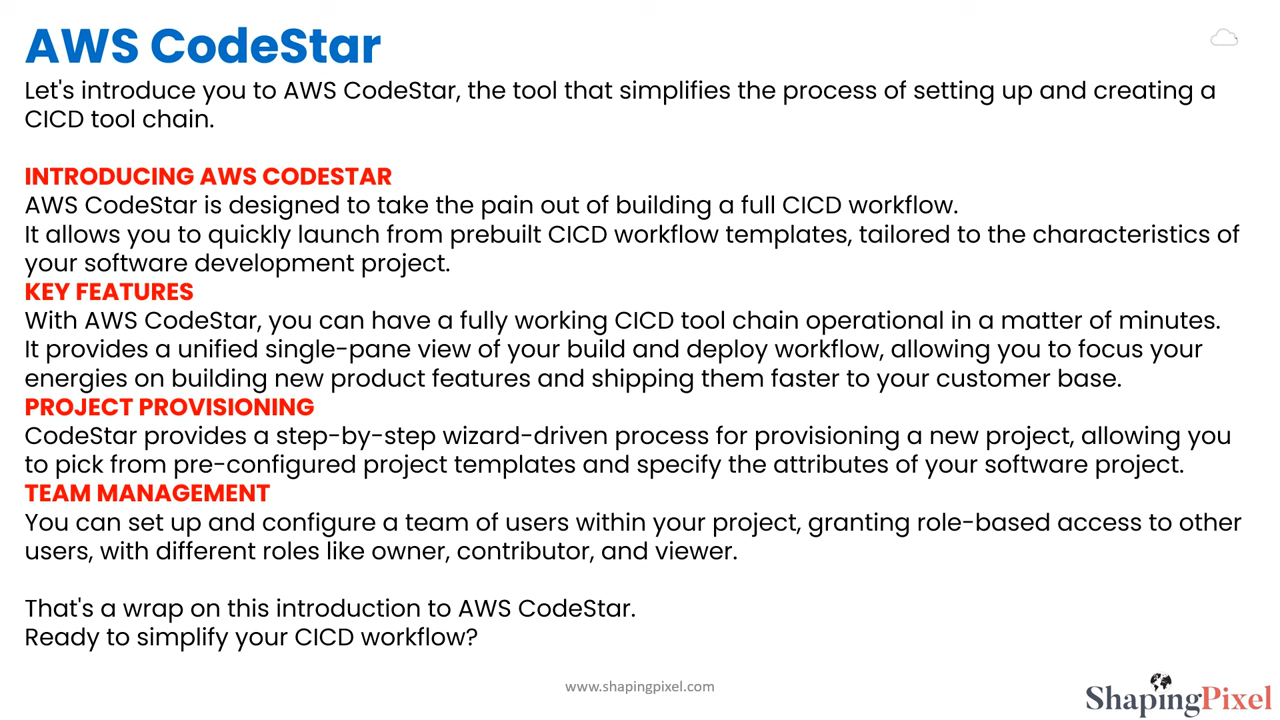 AWS CodeStar
Let's introduce you to AWS CodeStar, the tool that simplifies the process of setting up and creating a
CICD tool chain.
INTRODUCING AWS CODESTAR
AWS CodeStar is designed to take the pain out of building a full CICD workflow.
It allows you to quickly launch from prebuilt CICD workflow templates, tailored to the characteristics of
your software development project.
KEY FEATURES
With AWS CodeStar, you can have a fully working CICD tool chain operational in a matter of minutes.
It provides a unified single-pane view of your build and deploy workflow, allowing you to focus your
energies on building new product features and shipping them faster to your customer base.
PROJECT PROVISIONING
CodeStar provides a step-by-step wizard-driven process for provisioning a new project, allowing you
to pick from pre-configured project templates and specify the attributes of your software project.
TEAM MANAGEMENT
You can set up and configure a team of users within your project, granting role-based access to other
users, with different roles like owner, contributor, and viewer.
That's a wrap on this introduction to AWS CodeStar.
Ready to simplify your CICD workflow?
www.shapingpixel.com
ShapingPixel